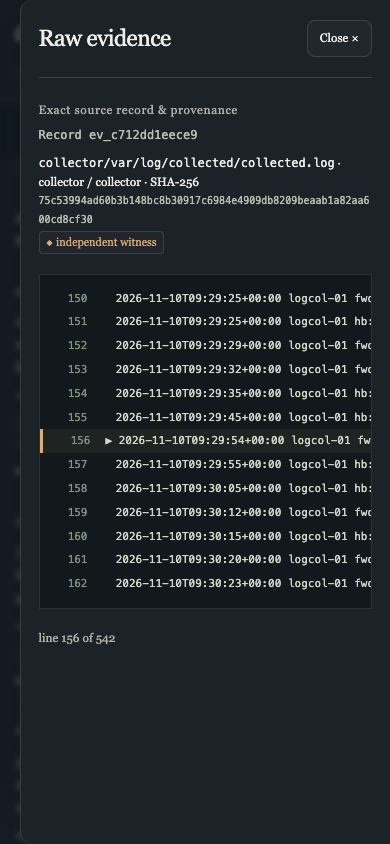 Raw evidence
Close ×
Exact source record & provenance
Record ev_c712dd1eece9
collector/var/log/collected/collected.log ·
collector / collector · SHA-256
75c53994ad60b3b148bc8b30917c6984e4909db8209beaab1a82aa6
00cd8cf30
◆ independent witness
150 2026-11-10T09:29:25+00:00 logcol-01 fwd
151 2026-11-10T09:29:25+00:00 logcol-01 hb:
152 2026-11-10T09:29:29+00:00 logcol-01 fwd
153 2026-11-10T09:29:32+00:00 logcol-01 fwd
154 2026-11-10T09:29:35+00:00 logcol-01 hb:
155 2026-11-10T09:29:45+00:00 logcol-01 hb:
156 ▶ 2026-11-10T09:29:54+00:00 logcol-01 fw
157 2026-11-10T09:29:55+00:00 logcol-01 hb:
158 2026-11-10T09:30:05+00:00 logcol-01 hb:
159 2026-11-10T09:30:12+00:00 logcol-01 fwd
160 2026-11-10T09:30:15+00:00 logcol-01 hb:
161 2026-11-10T09:30:20+00:00 logcol-01 fwd
162 2026-11-10T09:30:23+00:00 logcol-01 fwd
line 156 of 542